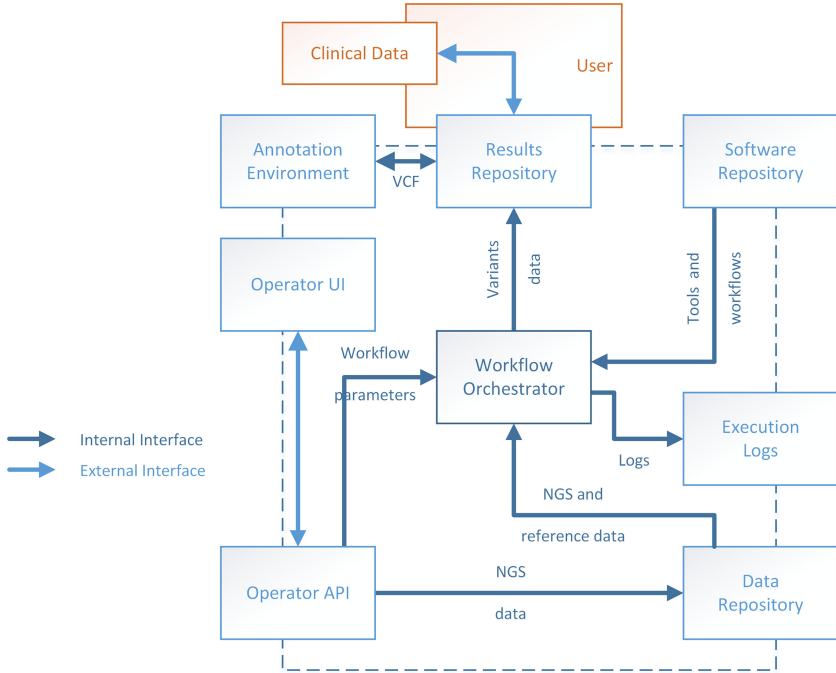 Clinical Data
User
Annotation
Environment
Results
Repository
Software
Repository
VCF
Operator UI
Variants
data
Tools and
workflows
Workflow
parameters
Workflow
Orchestrator
Internal Interface
External Interface
Execution
Logs
Logs
NGS and
reference data
Operator API
NGS
data
Data
Repository